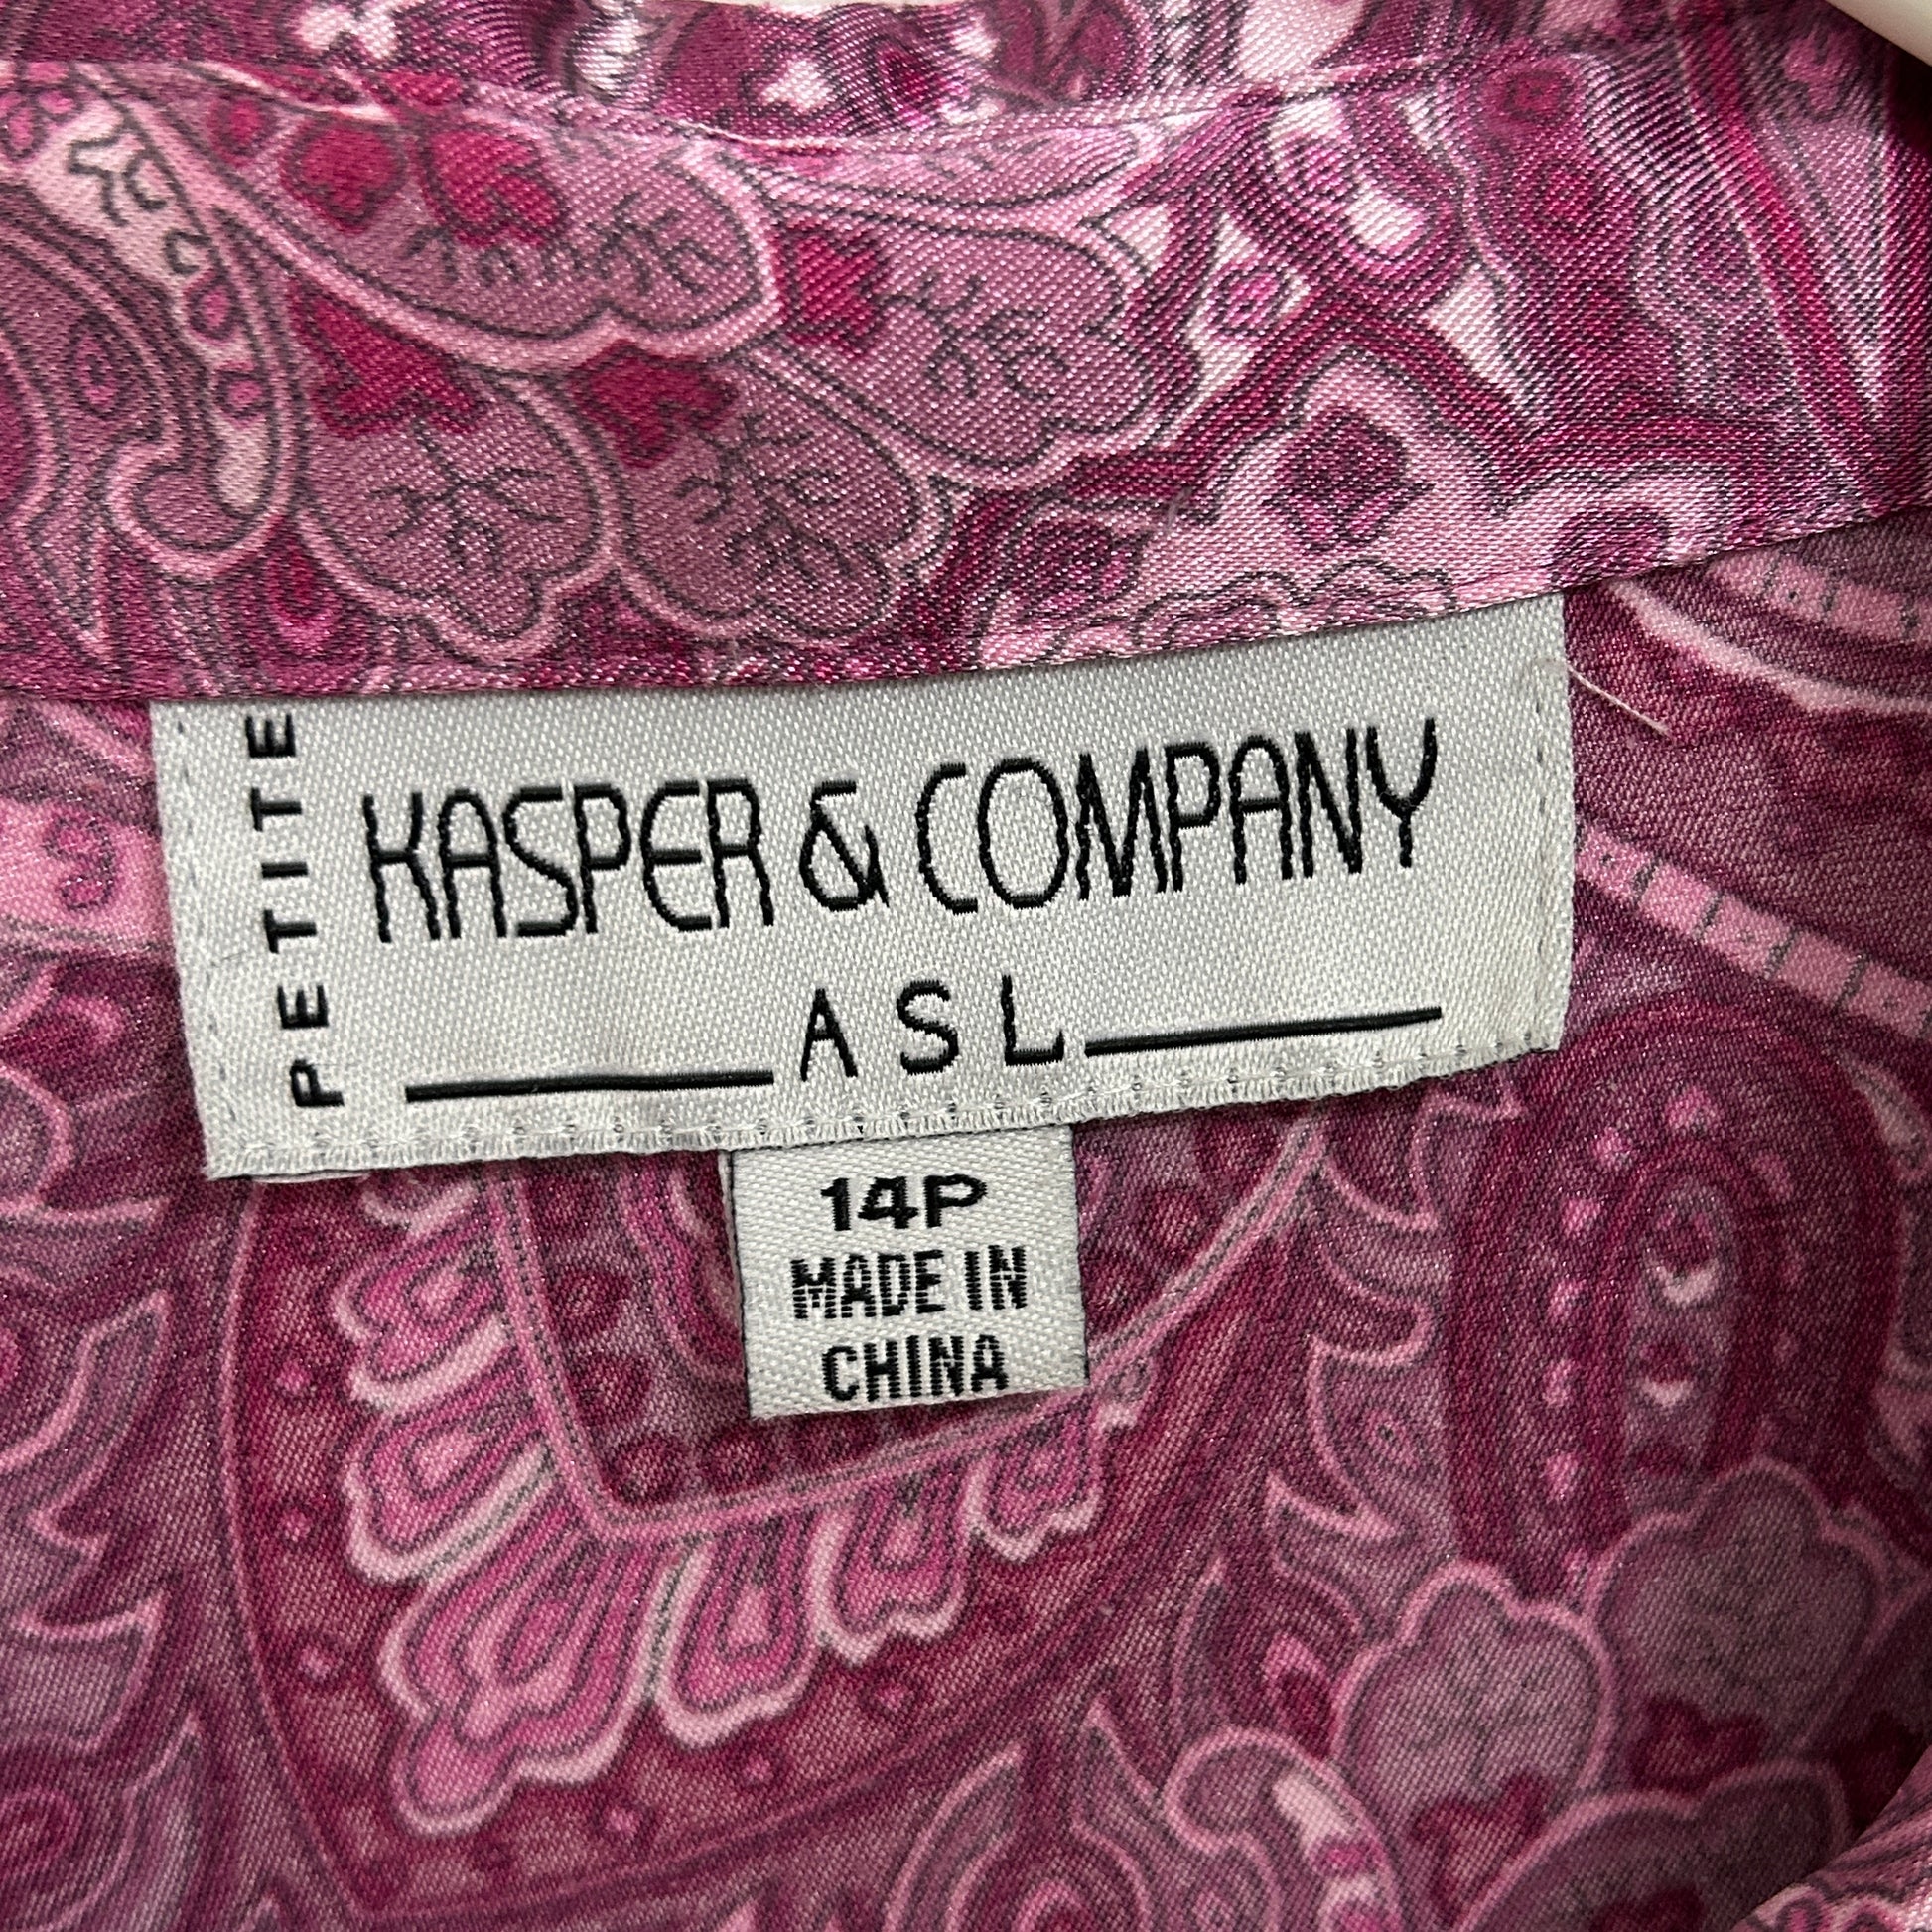 PETITE
KASPER & COMPANY
ASL
14P
MADE IN
CHINA